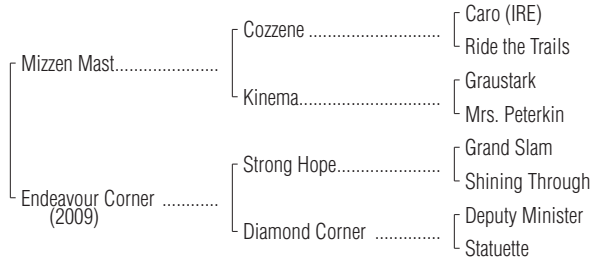 Caro (IRE)
Cozzene ............................
Ride the Trails
Mizzen Mast......................
Graustark
Kinema..............................
Mrs. Peterkin
Grand Slam
Strong Hope......................
Shining Through
Endeavour Corner ............
(2009)
Deputy Minister
Diamond Corner ..............
Statuette